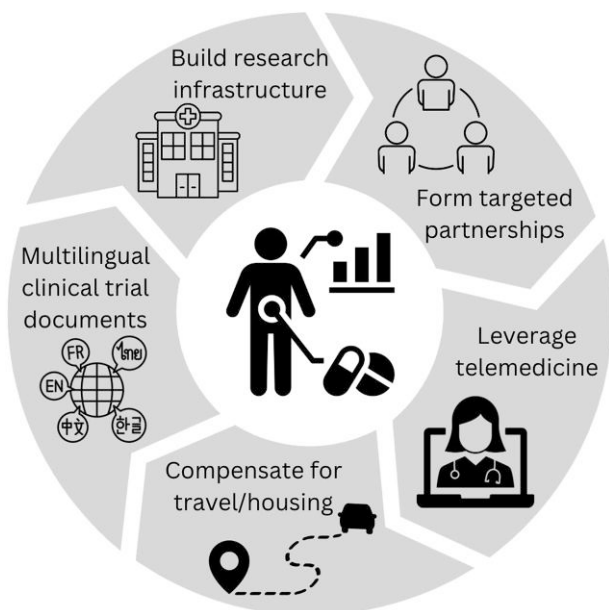 Build research
infrastructure
Form targeted
partnerships
Leverage
telemedicine
Compensate for
travel/housing
Multilingual
clinical trial
documents
FR
ไทย
EN
中文
한글